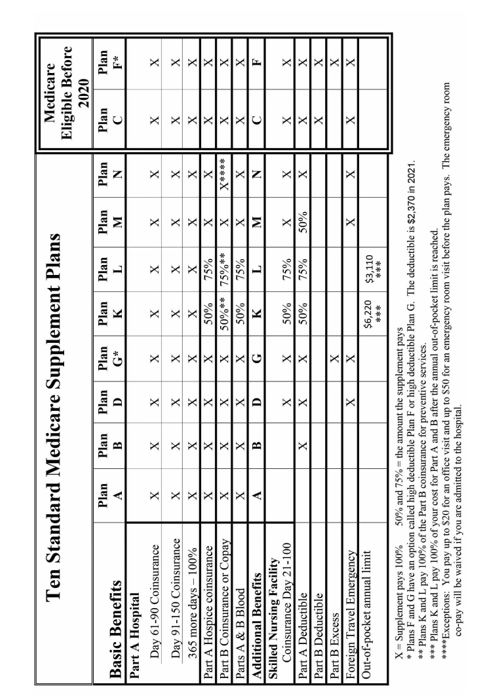 Ten Standard Medicare Supplement Plans
Medicare
Eligible Before
2020
Basic Benefits Plan A Plan B Plan D Plan G* Plan K Plan L Plan M Plan N Plan C Plan F*
Part A Hospital
Day 61-90 Coinsurance X X X X X X X X X X
Day 91-150 Coinsurance X X X X X X X X X X
365 more days – 100% X X X X X X X X X X
Part A Hospice coinsurance X X X X 50% 75% X X X X
Part B Coinsurance or Copay X X X X 50%** 75%** X X**** X X
Parts A & B Blood X X X X 50% 75% X X X X
Additional Benefits A B D G K L M N C F
Skilled Nursing Facility
Coinsurance Day 21-100 X X 50% 75% X X X X
Part A Deductible X X X 50% 75% 50% X X X
Part B Deductible X X
Part B Excess X X
Foreign Travel Emergency X X X X X X
Out-of-pocket annual limit $6,220 *** $3,110 ***
X = Supplement pays 100% 50% and 75% = the amount the supplement pays
* Plans F and G have an option called high deductible Plan F or high deductible Plan G. The deductible is $2,370 in 2021.
** Plans K and L pay 100% of the Part B coinsurance for preventive services.
*** Plans K and L pay 100% of your cost for Part A and B after the annual out-of-pocket limit is reached.
****Exceptions: You pay up to $20 for an office visit and up to $50 for an emergency room visit before the plan pays. The emergency room
co-pay will be waived if you are admitted to the hospital.